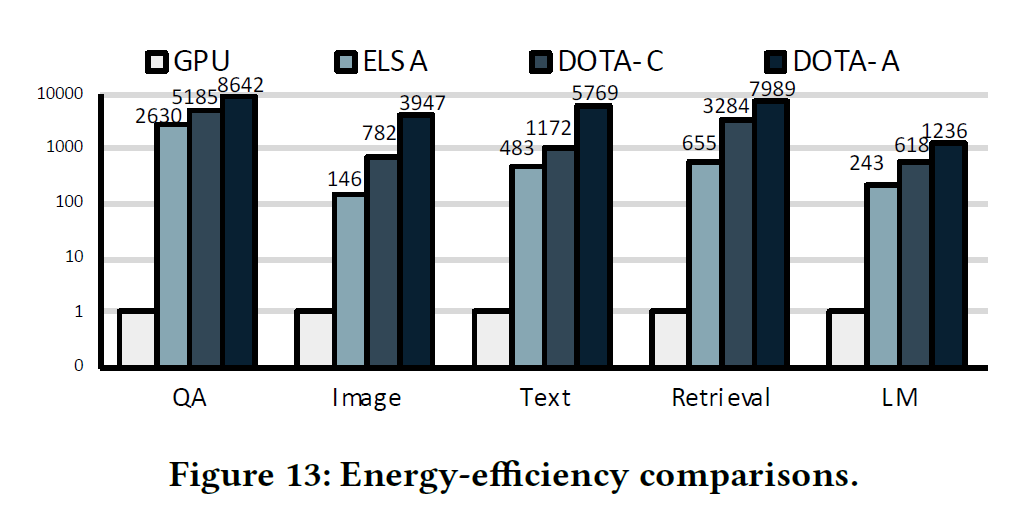 GPU ELSA DOTA-C DOTA-A
10000
1000
100
10
1
0
2630 5185 8642
146 782 3947
483 1172 5769
655 3284 7989
243 618 1236
QA Image Text Retrieval LM
Figure 13: Energy-efficiency comparisons.